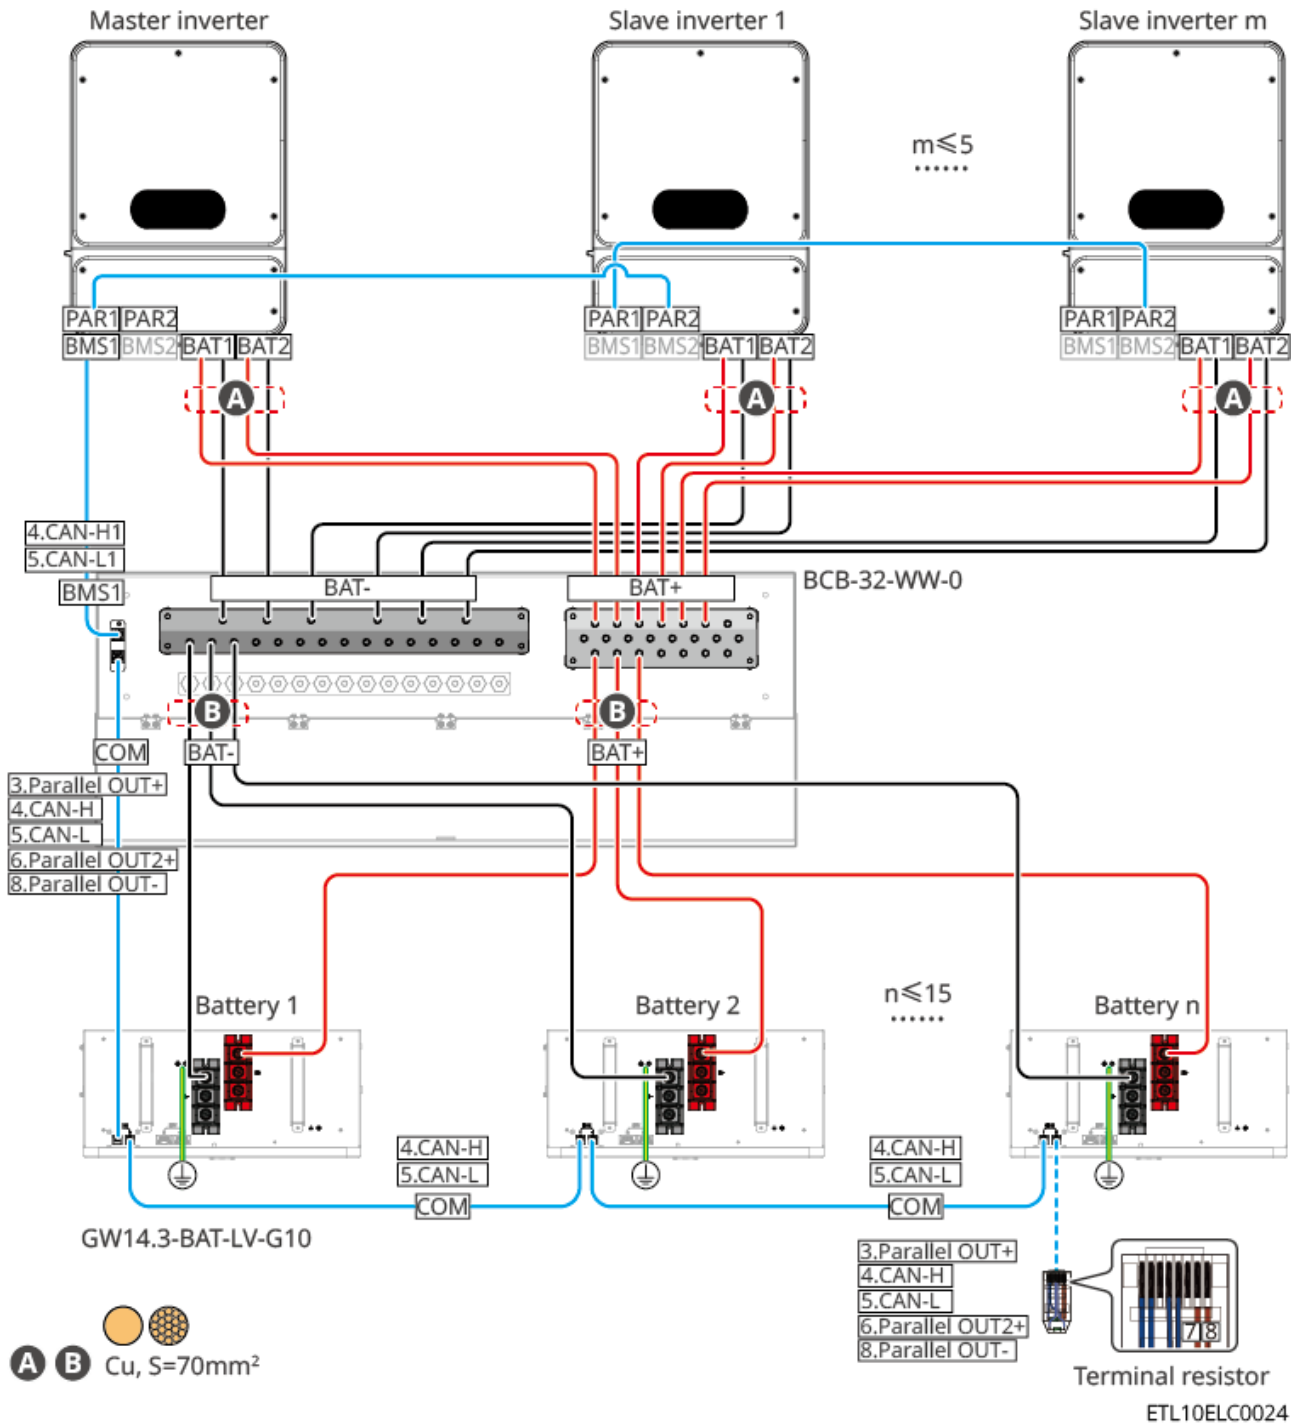 Master inverter
Slave inverter 1
Slave inverter m
m⩽5
......
PAR1 PAR2
PAR1 PAR2
PAR1 PAR2
BMS1 BMS2 BAT1 BAT2
BMS1 BMS2 BAT1 BAT2
BMS1 BMS2 BAT1 BAT2
A
A
A
4.CAN-H1
5.CAN-L1
BMS1
BAT-
BAT+
BCB-32-WW-0
B
B
COM
BAT-
BAT+
3.Parallel OUT+
4.CAN-H
5.CAN-L
6.Parallel OUT2+
8.Parallel OUT-
n⩽15
......
Battery 1
Battery 2
Battery n
4.CAN-H
5.CAN-L
COM
4.CAN-H
5.CAN-L
COM
GW14.3-BAT-LV-G10
3.Parallel OUT+
4.CAN-H
5.CAN-L
6.Parallel OUT2+
8.Parallel OUT-
7 8
A B Cu, S=70mm²
Terminal resistor
ETL10ELC0024